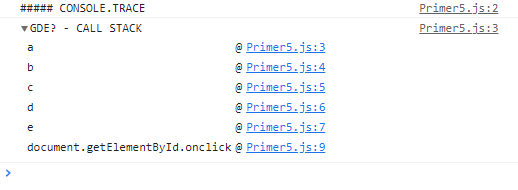 ##### CONSOLE.TRACE Primer5.js:2
▼GDE? - CALL STACK Primer5.js:3
a @ Primer5.js:3
b @ Primer5.js:4
c @ Primer5.js:5
d @ Primer5.js:6
e @ Primer5.js:7
document.getElementById.onclick @ Primer5.js:9
>